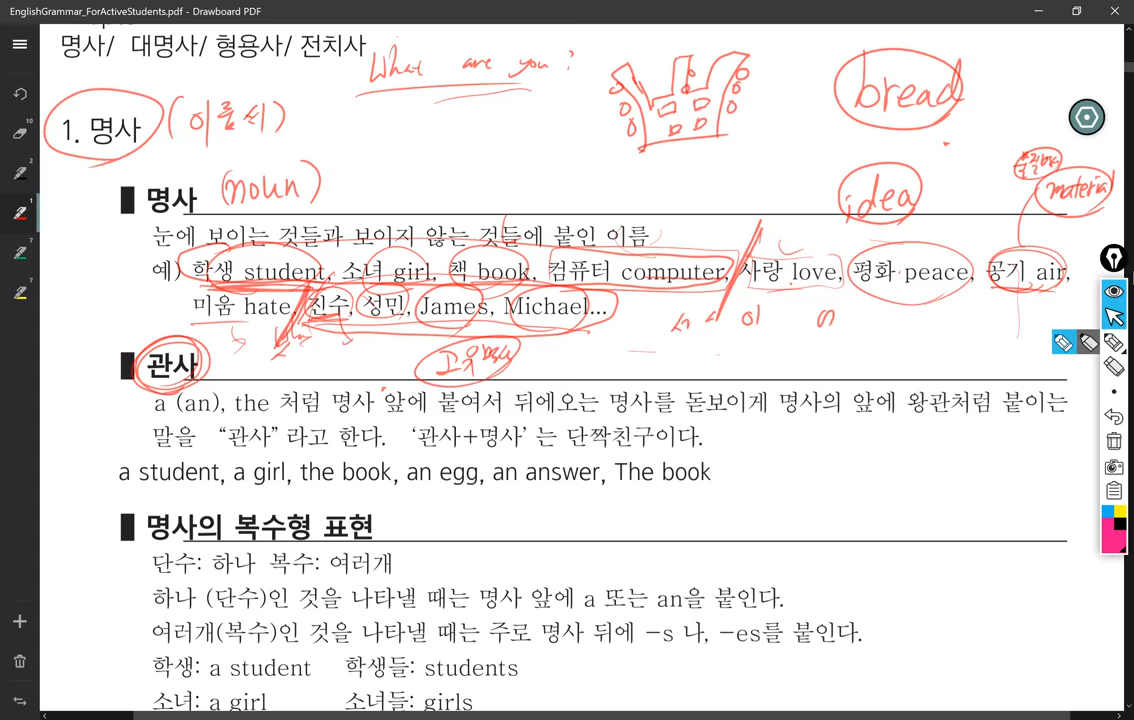 EnglishGrammar_ForActiveStudents.pdf - Drawboard PDF
명사/ 대명사/ 형용사/ 전치사
What are you?
bread
1. 명사 (이름씨)
명사 (noun)
idea
물질명사
material
눈에 보이는 것들과 보이지 않는 것들에 붙인 이름
예) 학생 student, 소녀 girl, 책 book, 컴퓨터 computer, 사랑 love, 평화 peace, 공기 air,
미움 hate, 진수, 성민, James, Michael...
고유명사
관사
a (an), the 처럼 명사 앞에 붙여서 뒤에오는 명사를 돋보이게 명사의 앞에 왕관처럼 붙이는
말을 “관사” 라고 한다. ‘관사+명사’ 는 단짝친구이다.
a student, a girl, the book, an egg, an answer, The book
명사의 복수형 표현
단수: 하나 복수: 여러개
하나 (단수)인 것을 나타낼 때는 명사 앞에 a 또는 an을 붙인다.
여러개(복수)인 것을 나타낼 때는 주로 명사 뒤에 -s 나, -es를 붙인다.
학생: a student 학생들: students
소녀: a girl 소녀들: girls